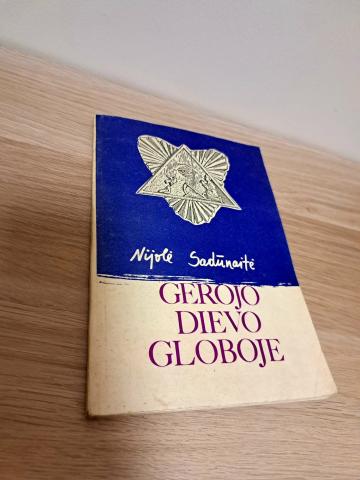 Nijolė Sadūnaitė
GEROJO
DIEVO
GLOBOJE